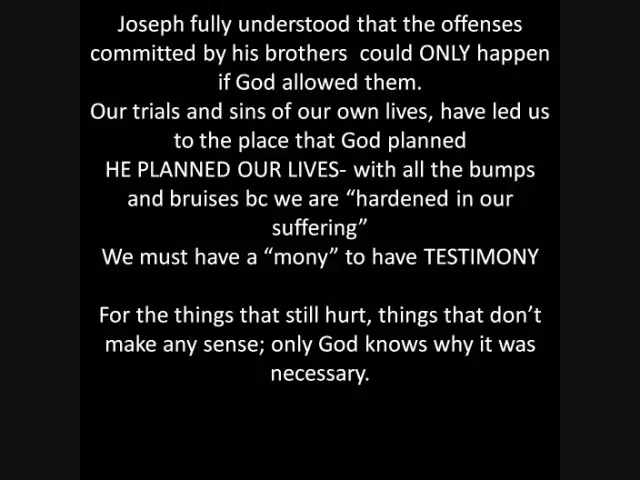 Joseph fully understood that the offenses
committed by his brothers  could ONLY happen
if God allowed them.
Our trials and sins of our own lives, have led us
to the place that God planned
HE PLANNED OUR LIVES- with all the bumps
and bruises bc we are “hardened in our
suffering”
We must have a “mony” to have TESTIMONY
For the things that still hurt, things that don’t
make any sense; only God knows why it was
necessary.